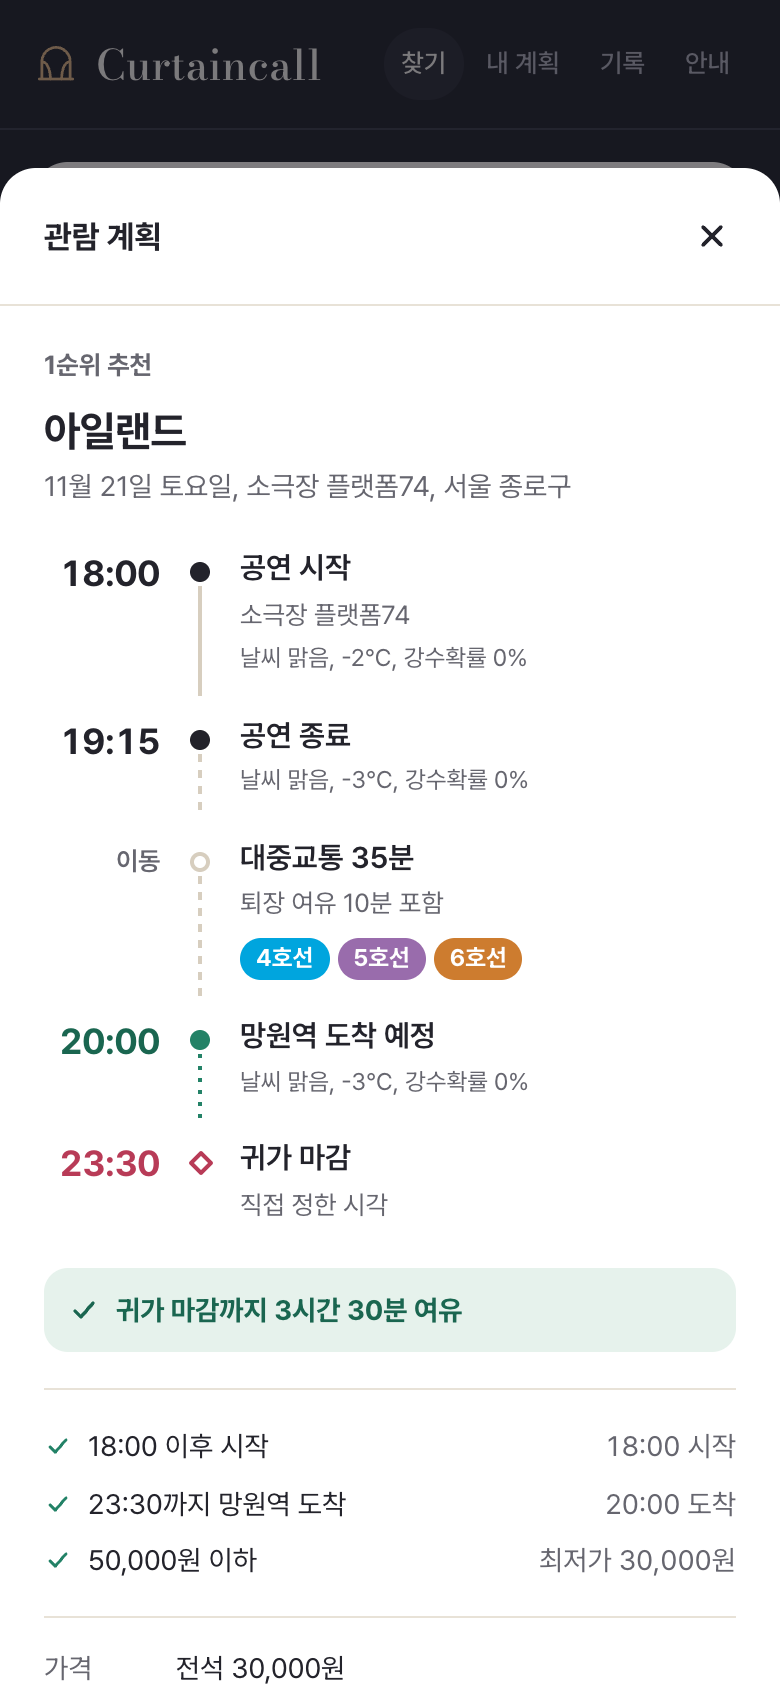 Curtaincall 찾기 내 계획 기록 안내
관람 계획
1순위 추천
아일랜드
11월 21일 토요일, 소극장 플랫폼74, 서울 종로구
18:00 공연 시작
소극장 플랫폼74
날씨 맑음, -2°C, 강수확률 0%
19:15 공연 종료
날씨 맑음, -3°C, 강수확률 0%
이동 대중교통 35분
퇴장 여유 10분 포함
4호선 5호선 6호선
20:00 망원역 도착 예정
날씨 맑음, -3°C, 강수확률 0%
23:30 귀가 마감
직접 정한 시각
귀가 마감까지 3시간 30분 여유
18:00 이후 시작 18:00 시작
23:30까지 망원역 도착 20:00 도착
50,000원 이하 최저가 30,000원
가격 전석 30,000원